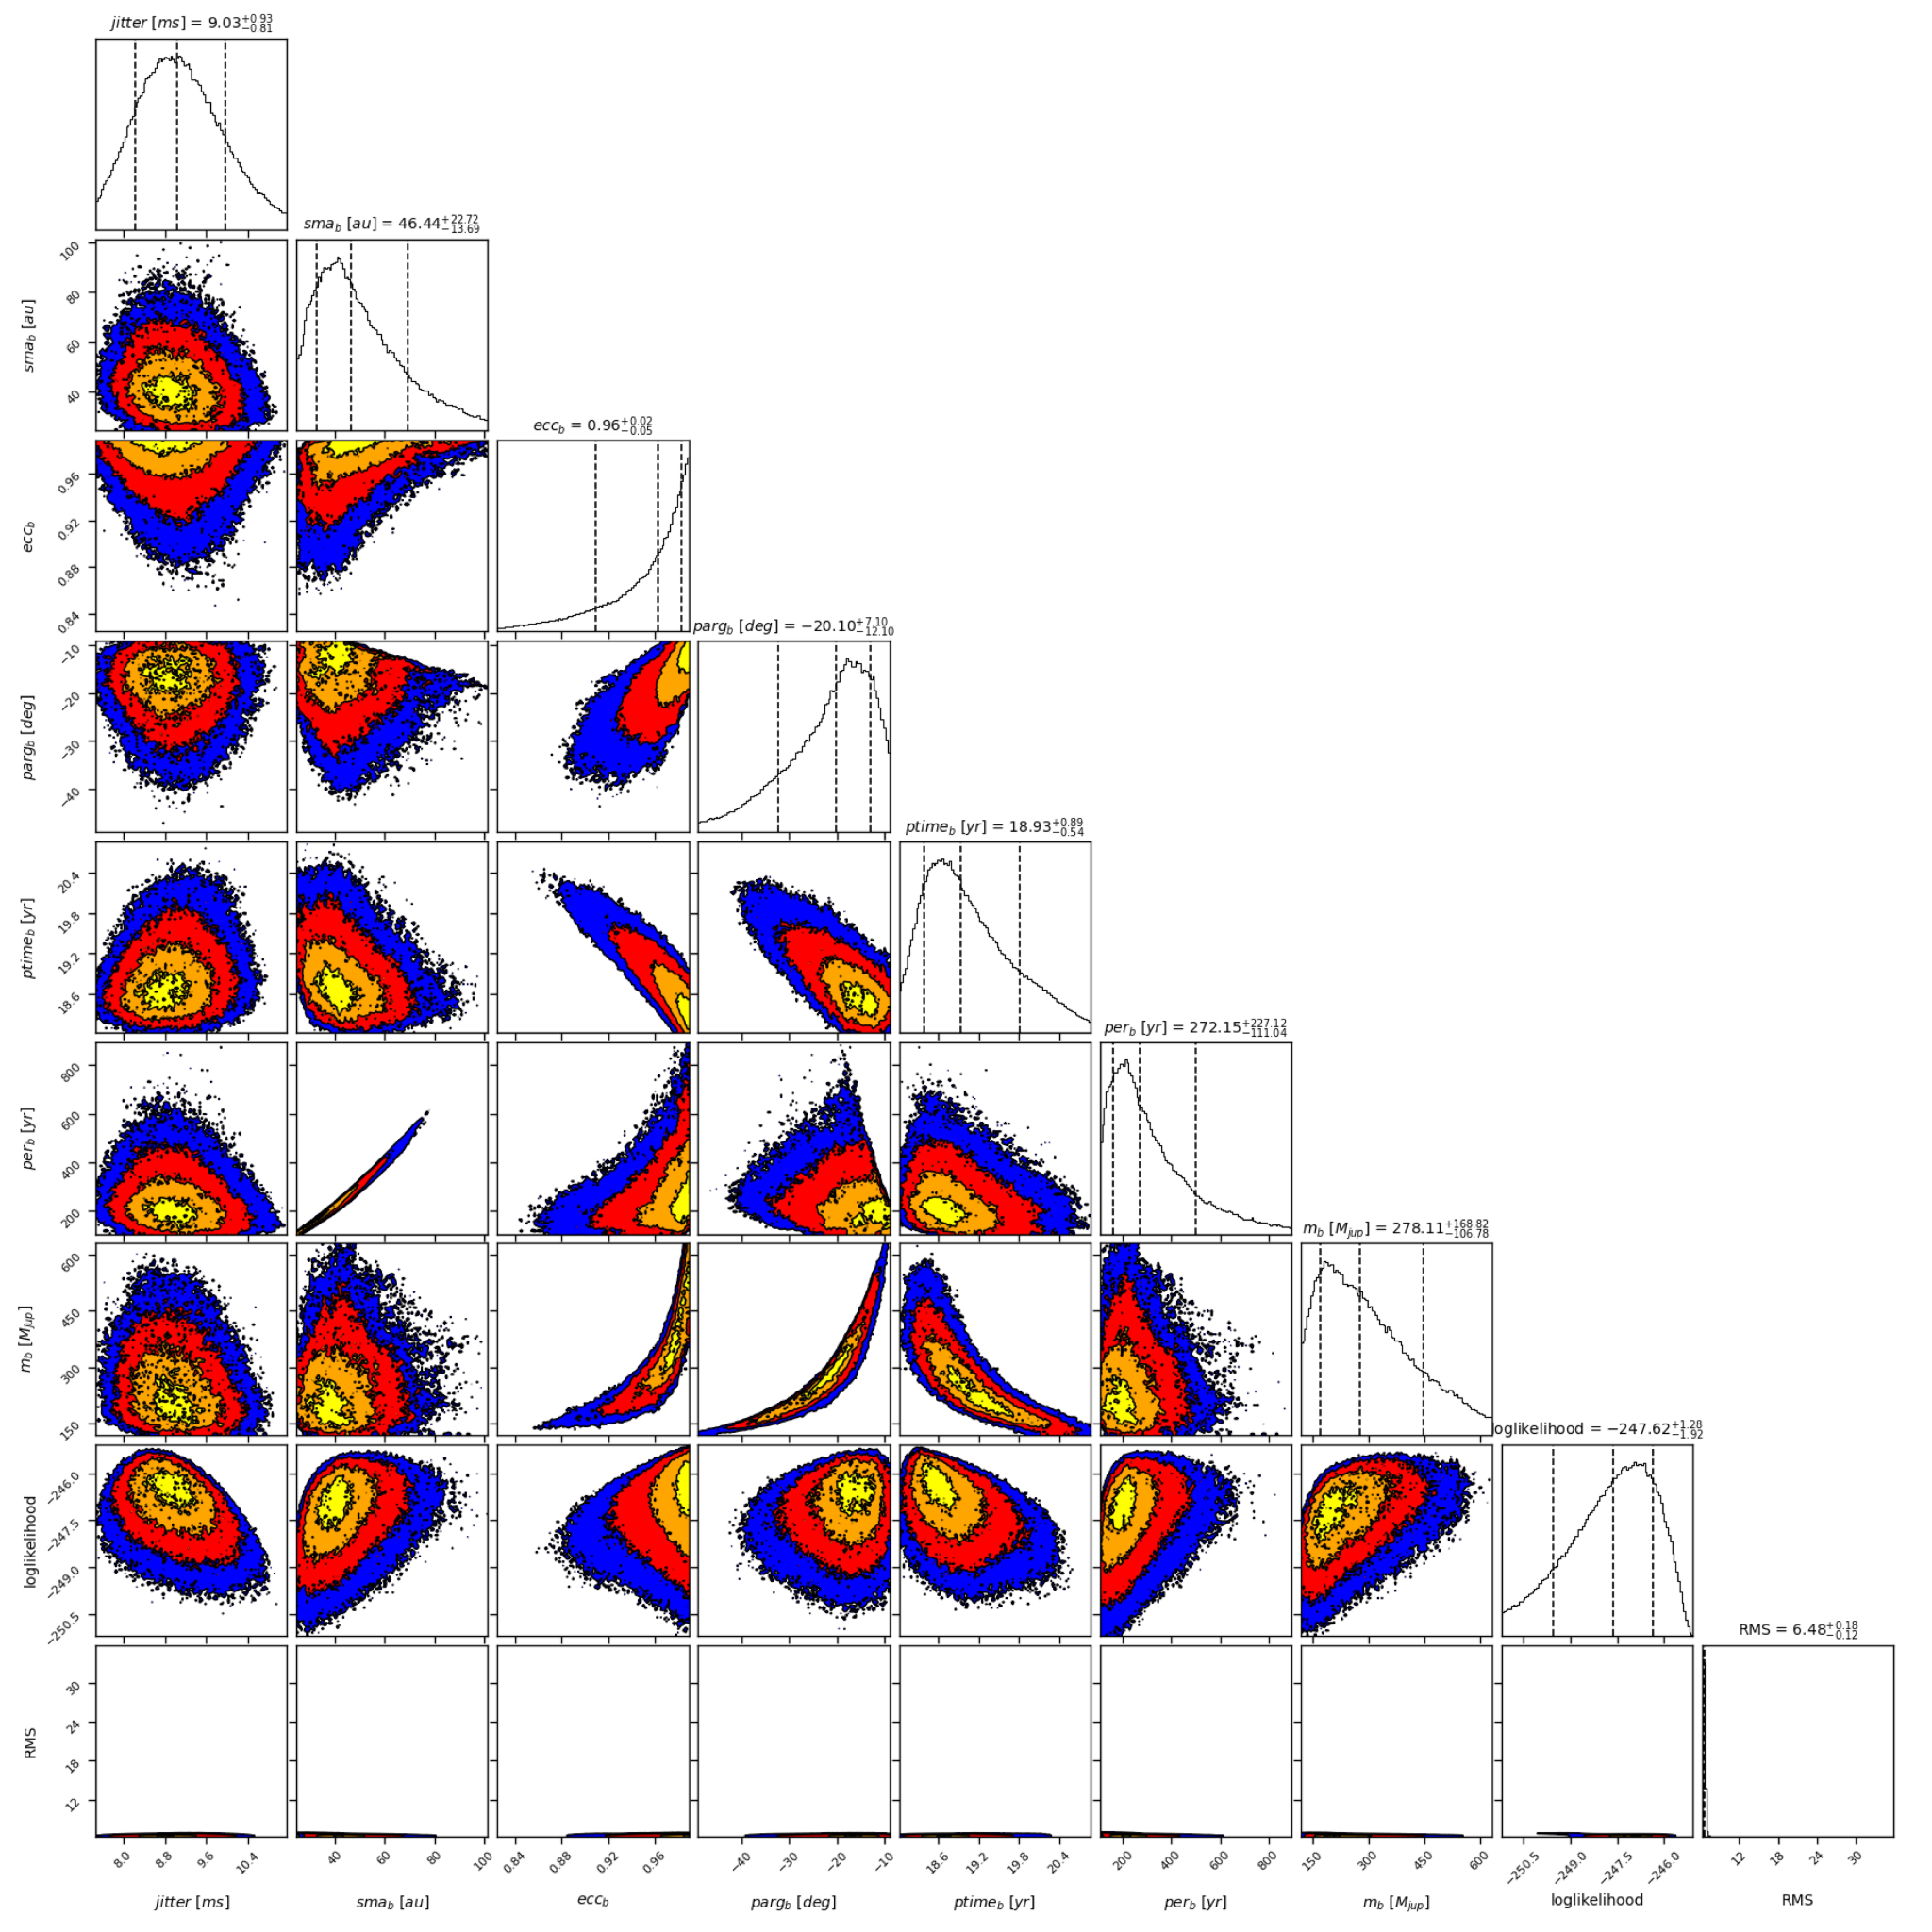 jitter [ms] = 9.03+0.93 −0.81
sma_b [au] = 46.44+22.72 −13.69
100
80
60
40
sma_b [au]
ecc_b = 0.96+0.02 −0.05
0.96
0.92
0.88
0.84
ecc_b
parg_b [deg] = −20.10+7.10 −12.10
−10
−20
−30
−40
parg_b [deg]
ptime_b [yr] = 18.93+0.89 −0.54
20.4
19.8
19.2
18.6
ptime_b [yr]
per_b [yr] = 272.15+227.12 −111.04
800
600
400
200
per_b [yr]
m_b [M_jup] = 278.11+168.82 −106.78
600
450
300
150
m_b [M_jup]
oglikelihood = −247.62+1.28 −1.92
−246.0
−247.5
−249.0
−250.5
loglikelihood
RMS = 6.48+0.18 −0.12
30
24
18
12
RMS
8.0 8.8 9.6 10.4 40 60 80 100 0.84 0.88 0.92 0.96 −40 −30 −20 −10 18.6 19.2 19.8 20.4 200 400 600 800 150 300 450 600 −250.5 −249.0 −247.5 −246.0 12 18 24 30
jitter [ms] sma_b [au] ecc_b parg_b [deg] ptime_b [yr] per_b [yr] m_b [M_jup] loglikelihood RMS